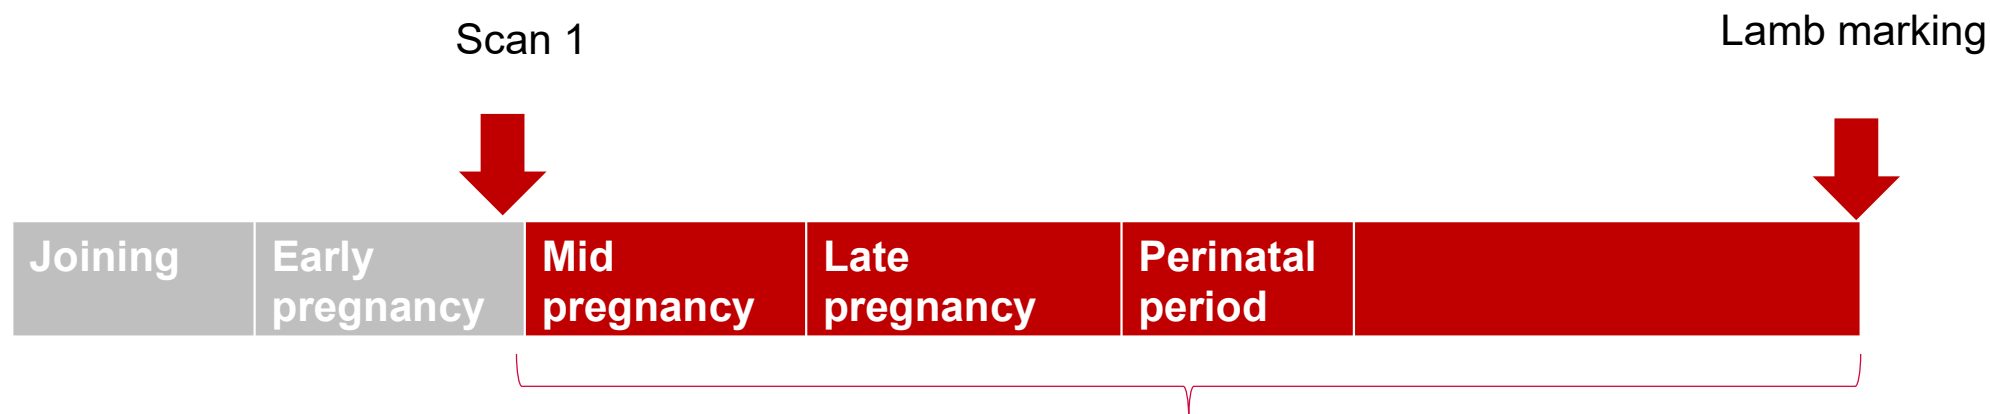 Scan 1
Lamb marking
Joining
Early
pregnancy
Mid
pregnancy
Late
pregnancy
Perinatal
period